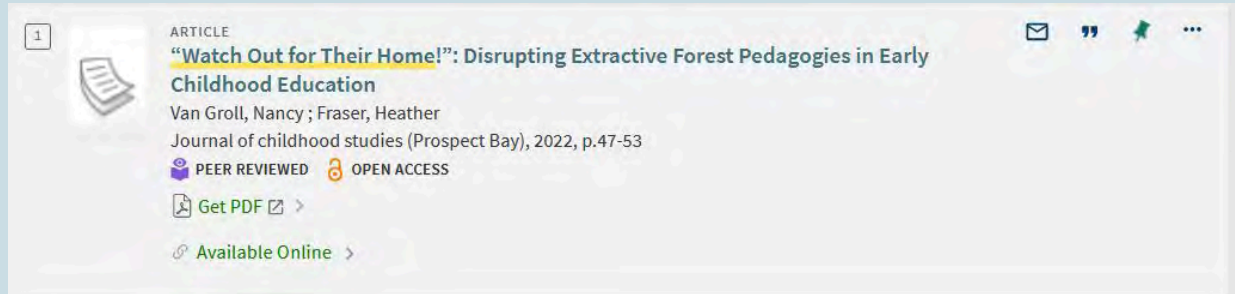 1
ARTICLE
“Watch Out for Their Home!”: Disrupting Extractive Forest Pedagogies in Early
Childhood Education
Van Groll, Nancy ; Fraser, Heather
Journal of childhood studies (Prospect Bay), 2022, p.47-53
PEER REVIEWED OPEN ACCESS
Get PDF
Available Online